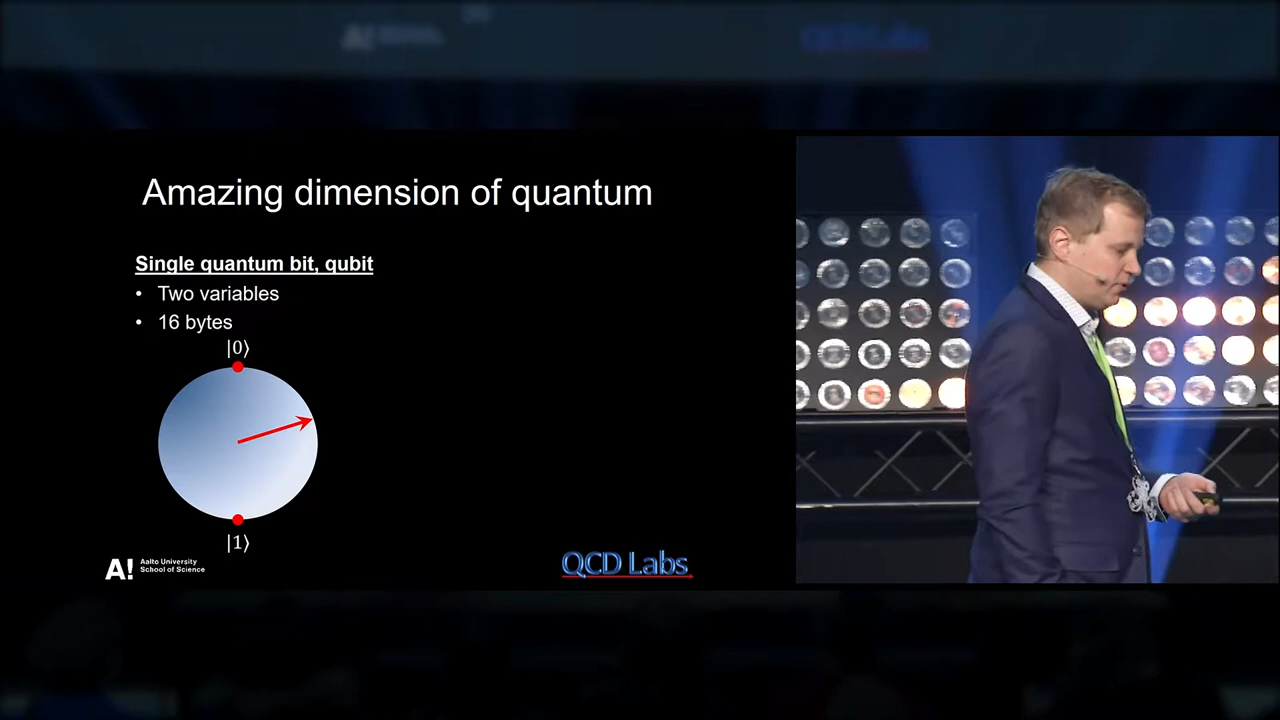 Amazing dimension of quantum
Single quantum bit, qubit
• Two variables
• 16 bytes
|0⟩
|1⟩
A! Aalto University
School of Science
QCD Labs